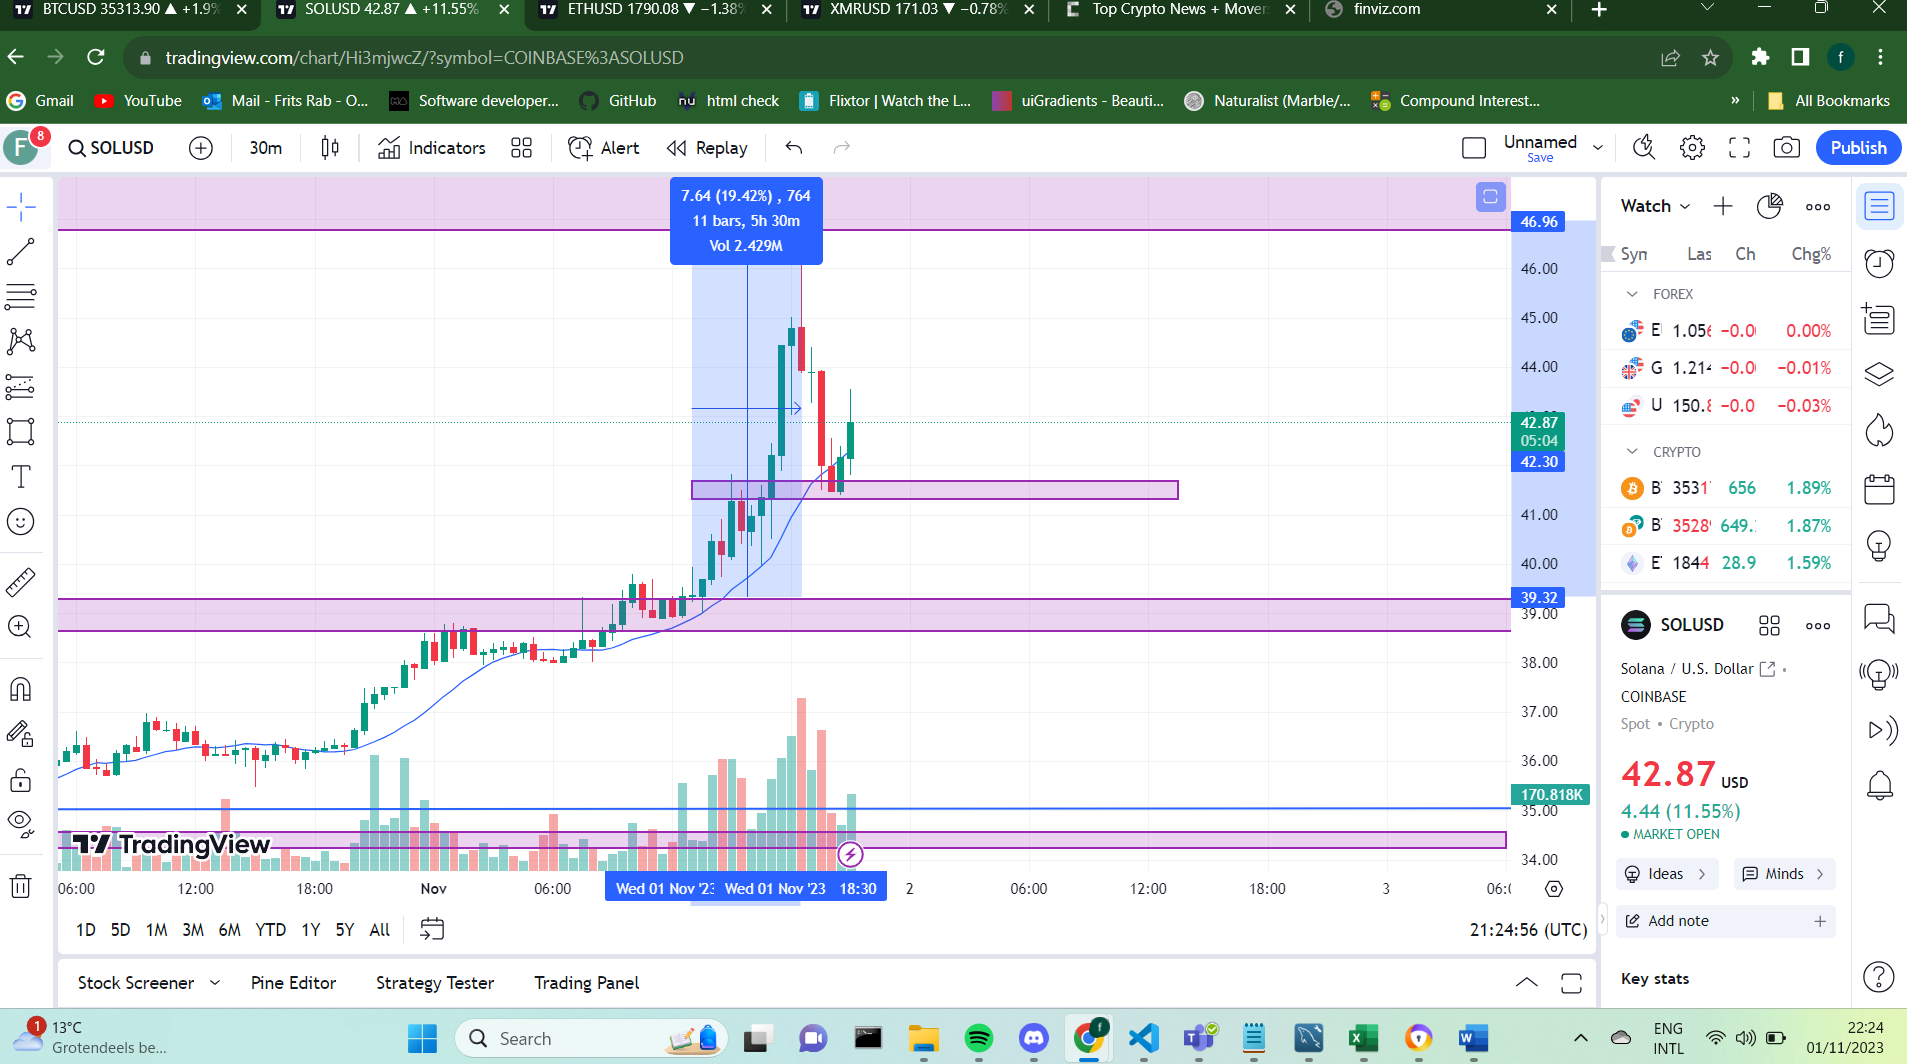 BTCUSD 35313.90 ▲ +1.9%
SOLUSD 42.87 ▲ +11.55%
ETHUSD 1790.08 ▼ −1.38%
XMRUSD 171.03 ▼ −0.78%
Top Crypto News + Mover
finviz.com
tradingview.com/chart/Hi3mjwcZ/?symbol=COINBASE%3ASOLUSD
f
Gmail
YouTube
Mail - Frits Rab - O...
Software developer...
GitHub
html check
Flixtor | Watch the L...
uiGradients - Beauti...
Naturalist (Marble/...
Compound Interest...
»
All Bookmarks
F
8
SOLUSD
30m
Indicators
Alert
Replay
Unnamed
Save
Publish
7.64 (19.42%) , 764
11 bars, 5h 30m
Vol 2.429M
46.96
46.00
45.00
44.00
42.87
05:04
42.30
41.00
40.00
39.32
39.00
38.00
37.00
36.00
170.818K
35.00
34.00
TradingView
06:00
12:00
18:00
Nov
06:00
Wed 01 Nov '23
Wed 01 Nov '23 18:30
2
06:00
12:00
18:00
3
06:0
1D 5D 1M 3M 6M YTD 1Y 5Y All
21:24:56 (UTC)
Stock Screener
Pine Editor
Strategy Tester
Trading Panel
Watch
Syn Las Ch Chg%
FOREX
E 1.056 −0.00 0.00%
G 1.214 −0.00 −0.01%
U 150.8 −0.0 −0.03%
CRYPTO
B 3531 656 1.89%
B 3528 649. 1.87%
E 1844 28.9 1.59%
SOLUSD
Solana / U.S. Dollar
COINBASE
Spot • Crypto
42.87 USD
4.44 (11.55%)
MARKET OPEN
Ideas
Minds
Add note
Key stats
1
13°C
Grotendeels be...
Search
ENG
INTL
22:24
01/11/2023